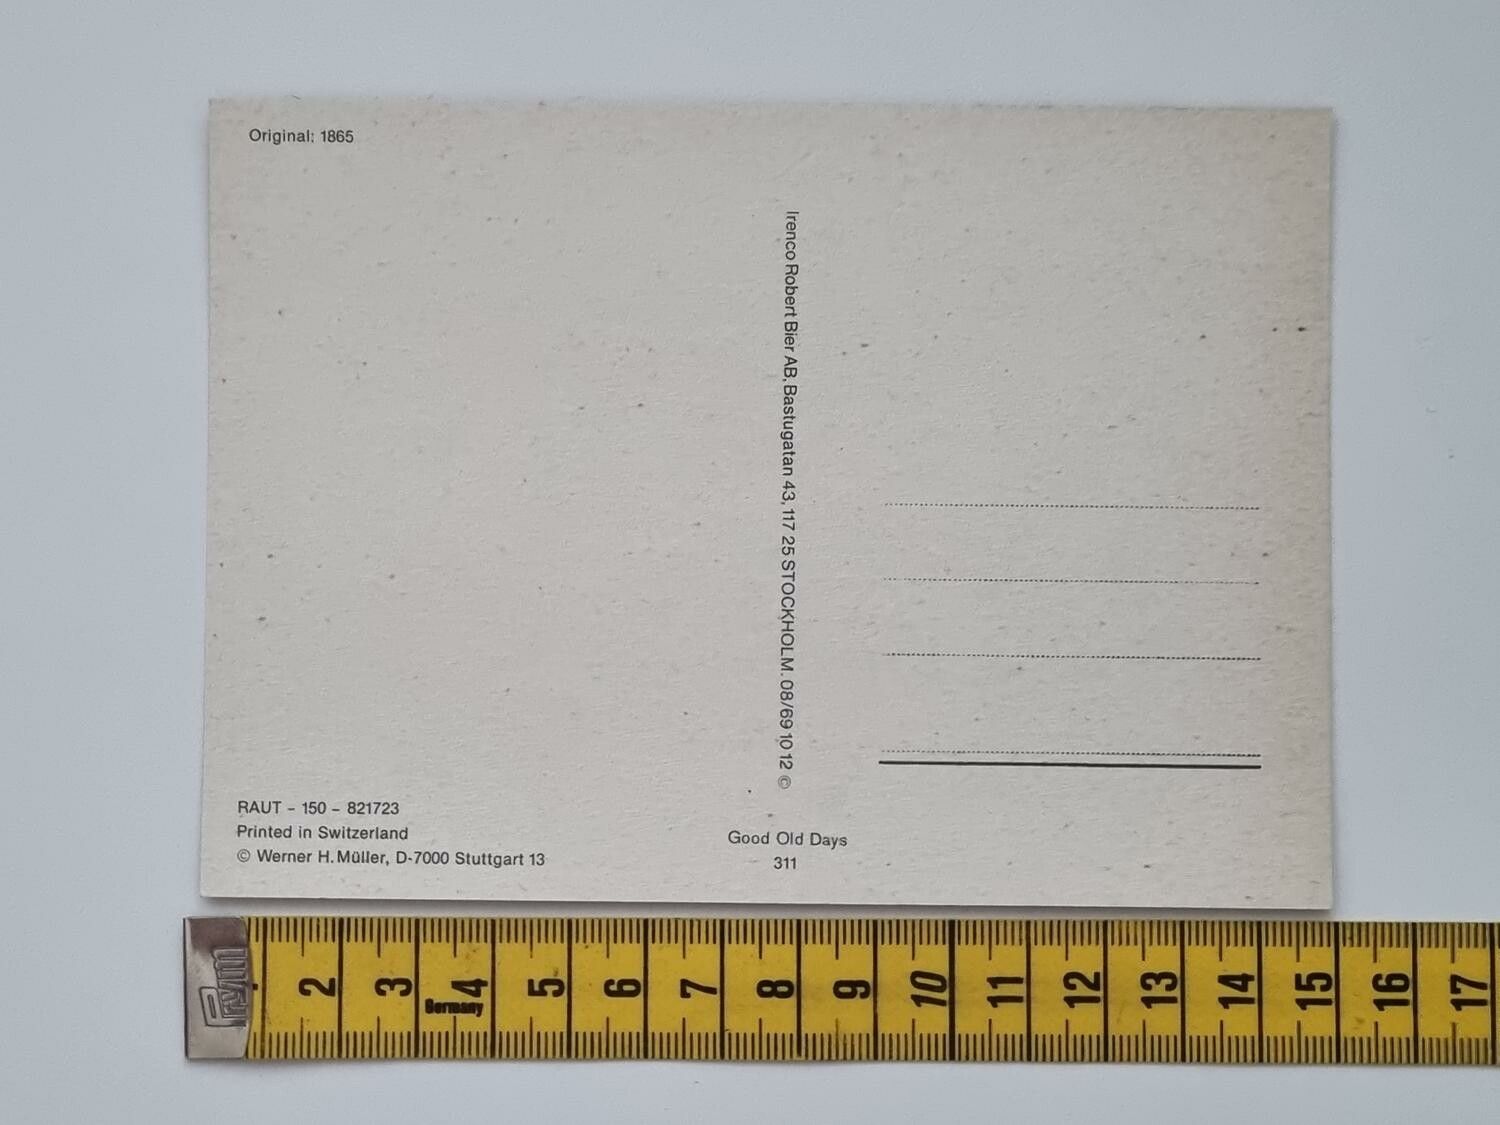 Original: 1865
Irenco Robert Bier AB, Bastugatan 43, 117 25 STOCKHOLM. 08/69 10 12 ©
RAUT – 150 – 821723
Printed in Switzerland
© Werner H. Müller, D-7000 Stuttgart 13
Good Old Days
311
Prym
2 3 4 5 6 7 8 9 10 11 12 13 14 15 16 17
Germany